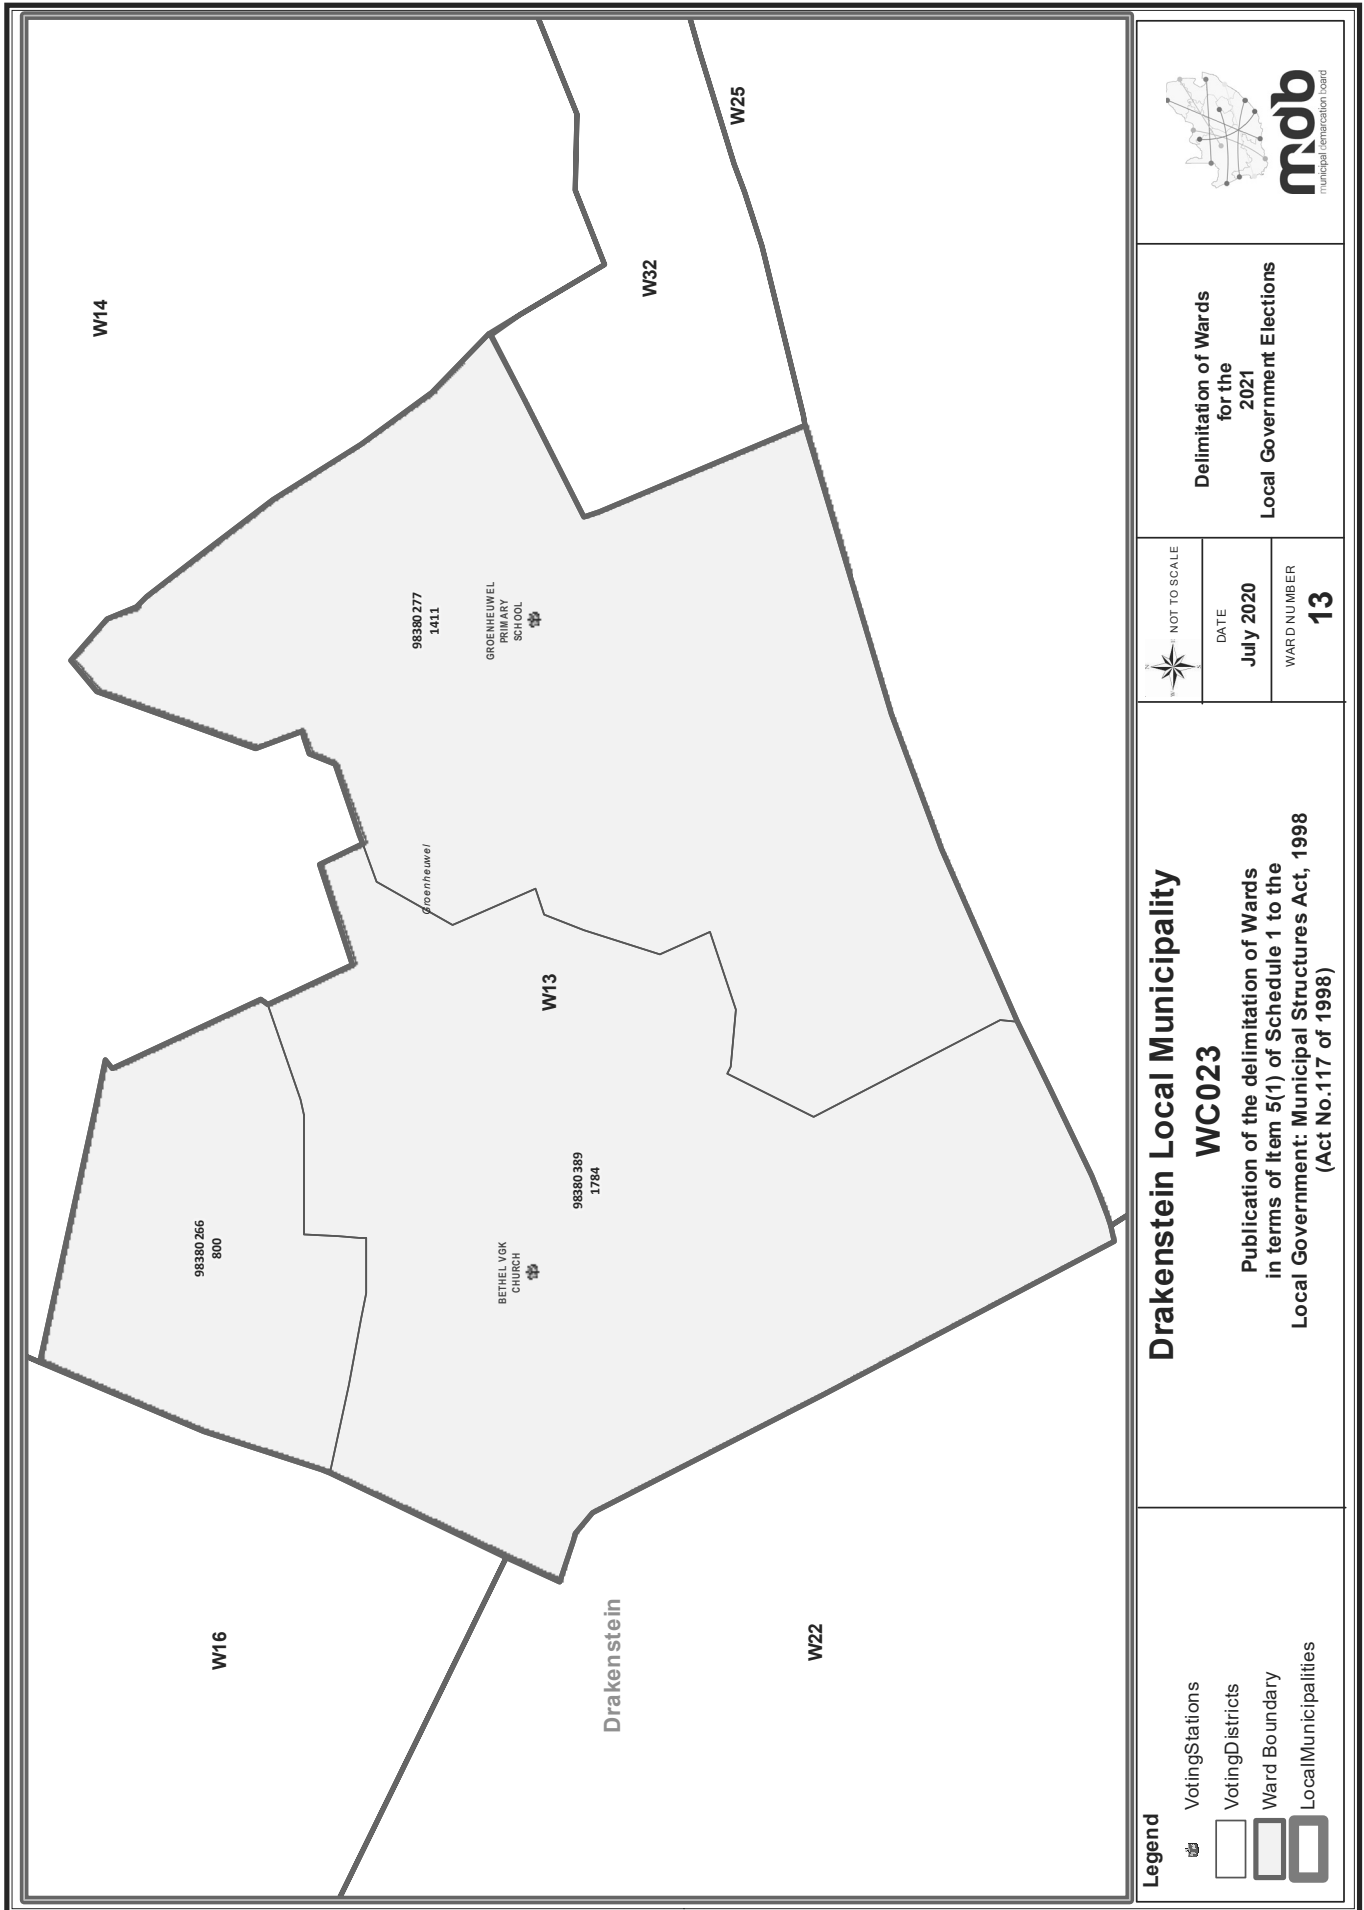 W14
W25
W32
98380277
1411
GROENHEUWEL
PRIMARY
SCHOOL
Groenheuwel
W13
98380266
800
98380389
1784
BETHEL VGK
CHURCH
W16
Drakenstein
W22
Legend
VotingStations
VotingDistricts
Ward Boundary
LocalMunicipalities
Drakenstein Local Municipality
WC023
Publication of the delimitation of Wards
in terms of Item 5(1) of Schedule 1 to the
Local Government: Municipal Structures Act, 1998
(Act No.117 of 1998)
N
W
E
S
NOT TO SCALE
DATE
July 2020
WARD NUMBER
13
Delimitation of Wards
for the
2021
Local Government Elections
mdb
municipal demarcation board